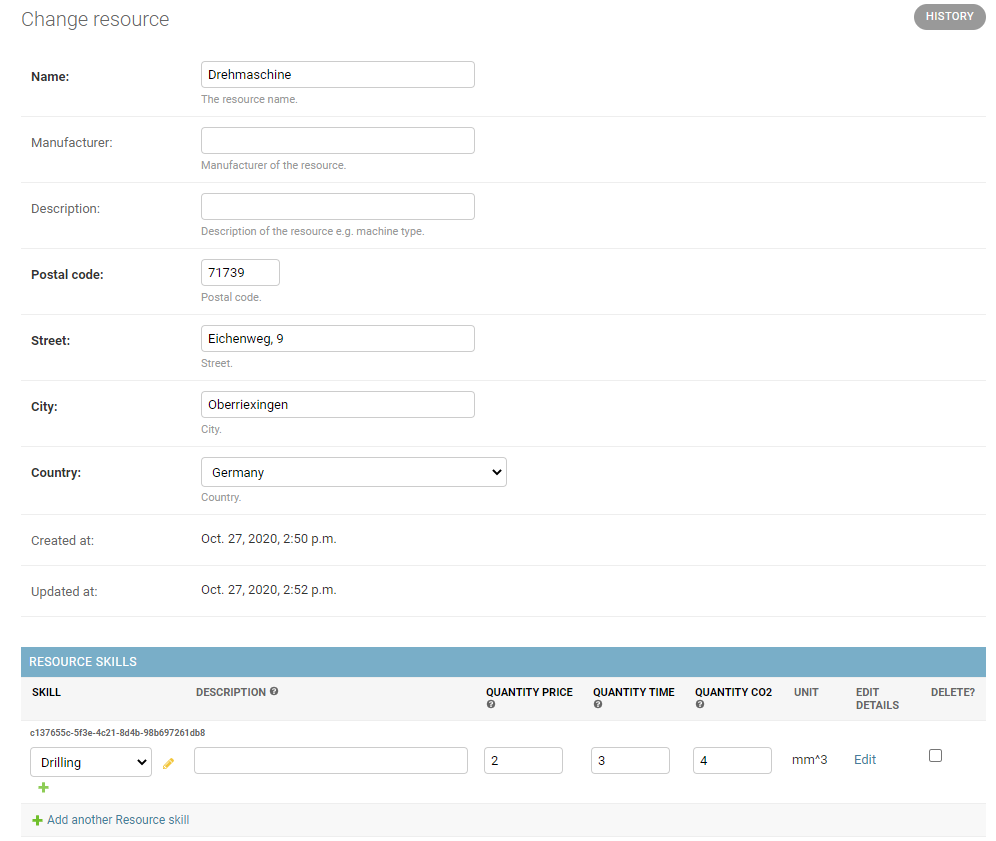 Change resource
HISTORY
Name:
Drehmaschine
The resource name.
Manufacturer:
Manufacturer of the resource.
Description:
Description of the resource e.g. machine type.
Postal code:
71739
Postal code.
Street:
Eichenweg, 9
Street.
City:
Oberriexingen
City.
Country:
Germany
Country.
Created at:
Oct. 27, 2020, 2:50 p.m.
Updated at:
Oct. 27, 2020, 2:52 p.m.
RESOURCE SKILLS
SKILL DESCRIPTION ? QUANTITY PRICE ? QUANTITY TIME ? QUANTITY CO2 ? UNIT EDIT DETAILS DELETE?
c137655c-5f3e-4c21-8d4b-98b697261db8
Drilling 2 3 4 mm^3 Edit
Add another Resource skill